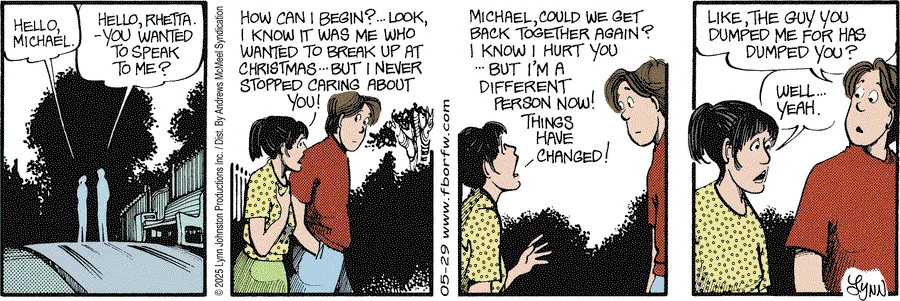 HELLO,
MICHAEL.
HELLO, RHETTA.
-YOU WANTED
TO SPEAK
TO ME?
© 2025 Lynn Johnston Productions Inc. / Dist. By Andrews McMeel Syndication
HOW CAN I BEGIN?...LOOK,
I KNOW IT WAS ME WHO
WANTED TO BREAK UP AT
CHRISTMAS...BUT I NEVER
STOPPED CARING ABOUT
YOU!
05-29 www.fborfw.com
MICHAEL, COULD WE GET
BACK TOGETHER AGAIN?
I KNOW I HURT YOU
...BUT I'M A
DIFFERENT
PERSON NOW!
THINGS
HAVE
CHANGED!
LIKE, THE GUY YOU
DUMPED ME FOR HAS
DUMPED YOU?
WELL...
YEAH.
LYNN